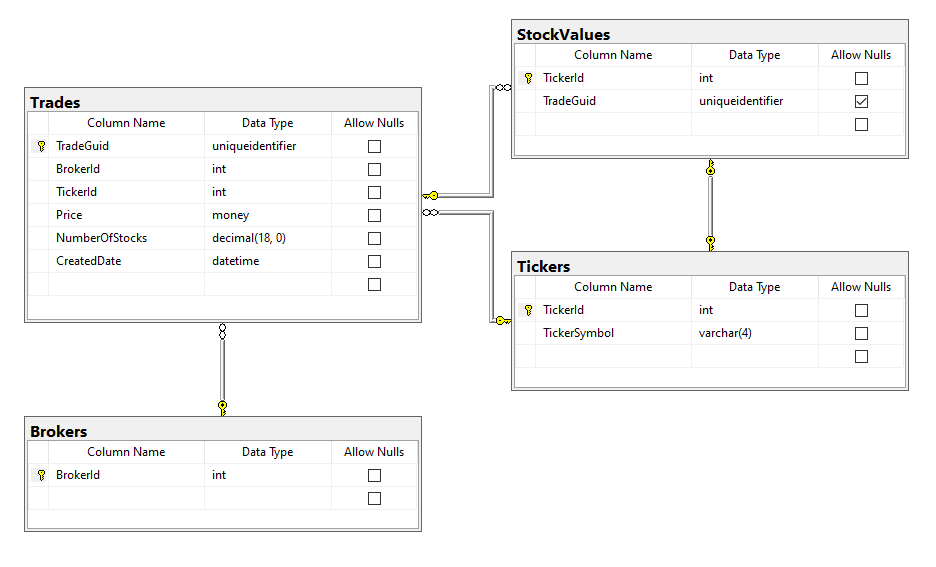 StockValues
Column Name Data Type Allow Nulls
TickerId int
TradeGuid uniqueidentifier
Trades
Column Name Data Type Allow Nulls
TradeGuid uniqueidentifier
BrokerId int
TickerId int
Price money
NumberOfStocks decimal(18, 0)
CreatedDate datetime
Tickers
Column Name Data Type Allow Nulls
TickerId int
TickerSymbol varchar(4)
Brokers
Column Name Data Type Allow Nulls
BrokerId int